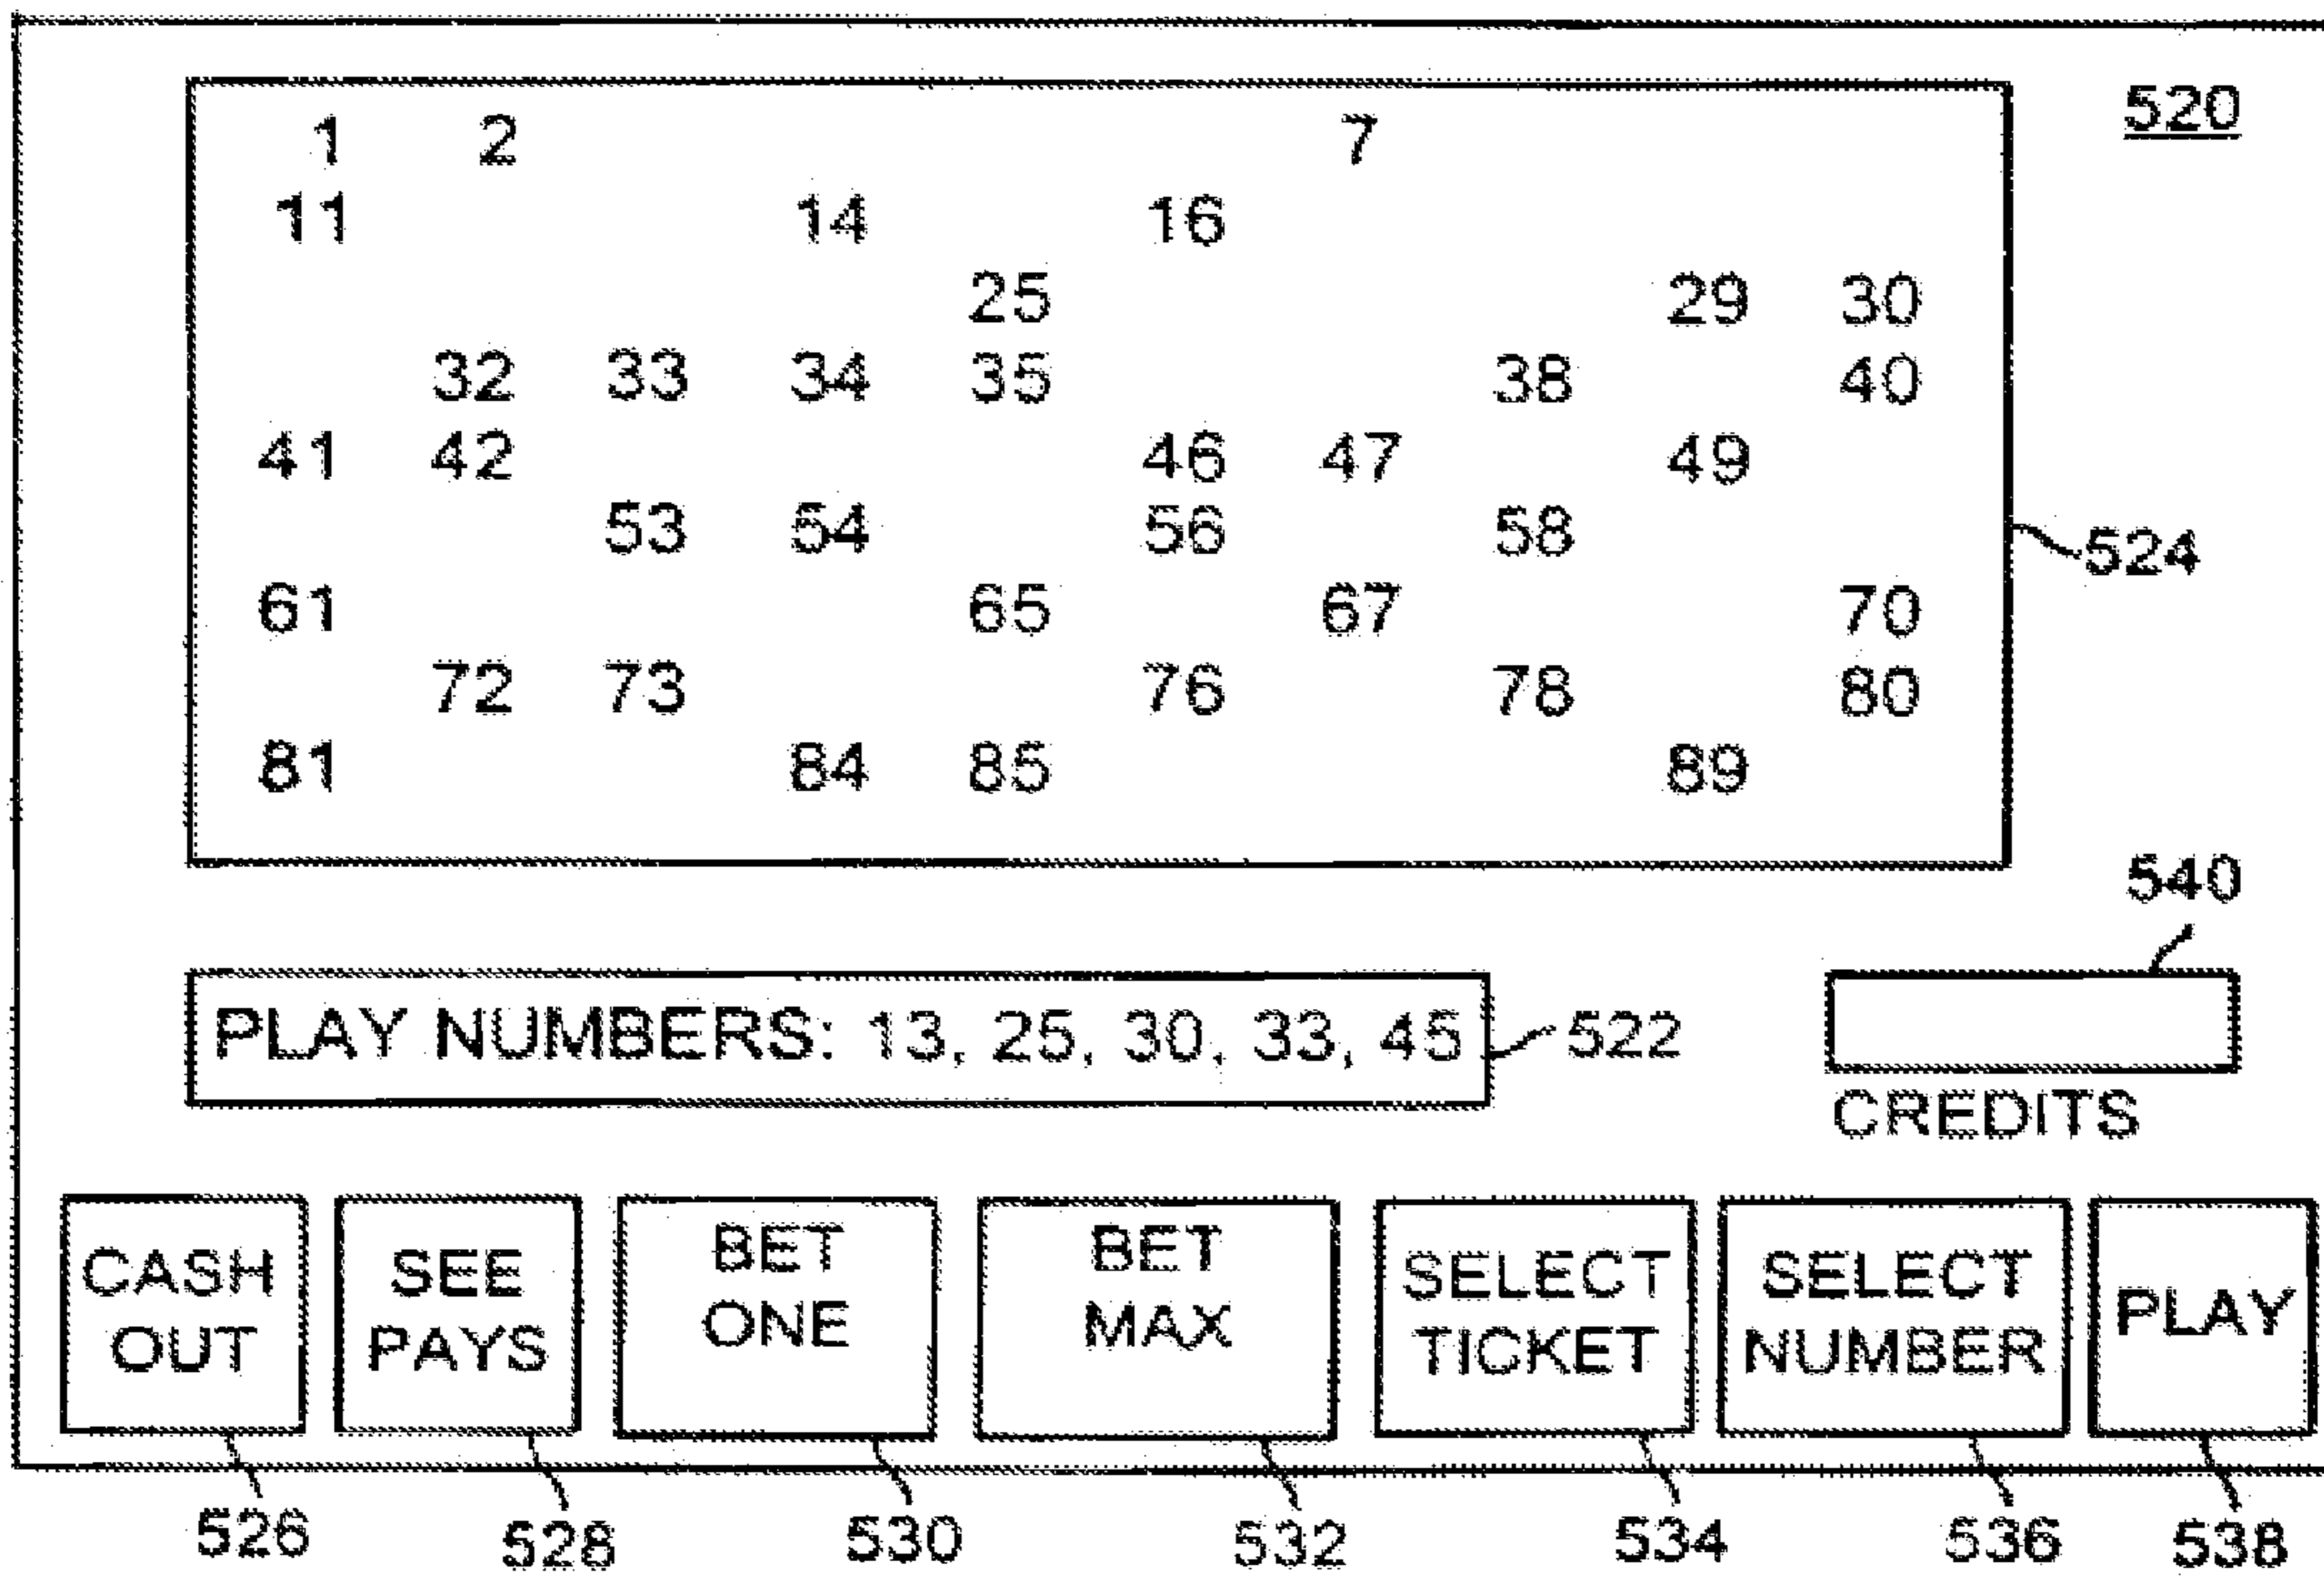 520
1 2 7
11 14 16
25 29 30
32 33 34 35 38 40
41 42 46 47 49
53 54 56 58
524
61 65 67 70
72 73 76 78 80
81 84 85 89
540
PLAY NUMBERS: 13, 25, 30, 33, 45
522
CREDITS
CASH
OUT
SEE
PAYS
BET
ONE
BET
MAX
SELECT
TICKET
SELECT
NUMBER
PLAY
526 528 530 532 534 536 538